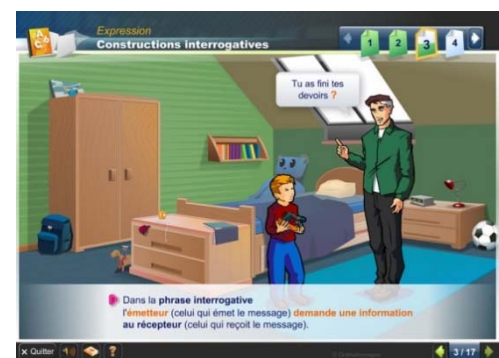 Expression
Constructions interrogatives
1 2 3 4
Tu as fini tes
devoirs ?
Dans la phrase interrogative
l'émetteur (celui qui émet le message) demande une information
au récepteur (celui qui reçoit le message).
x Quitter ? 3 / 17